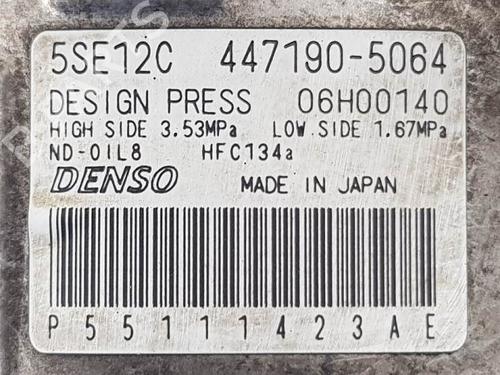 5SE12C 447190-5064
DESIGN PRESS 06H00140
HIGH SIDE 3.53MPa LOW SIDE 1.67MPa
ND-OIL8 HFC134a
DENSO MADE IN JAPAN
P55111423AE